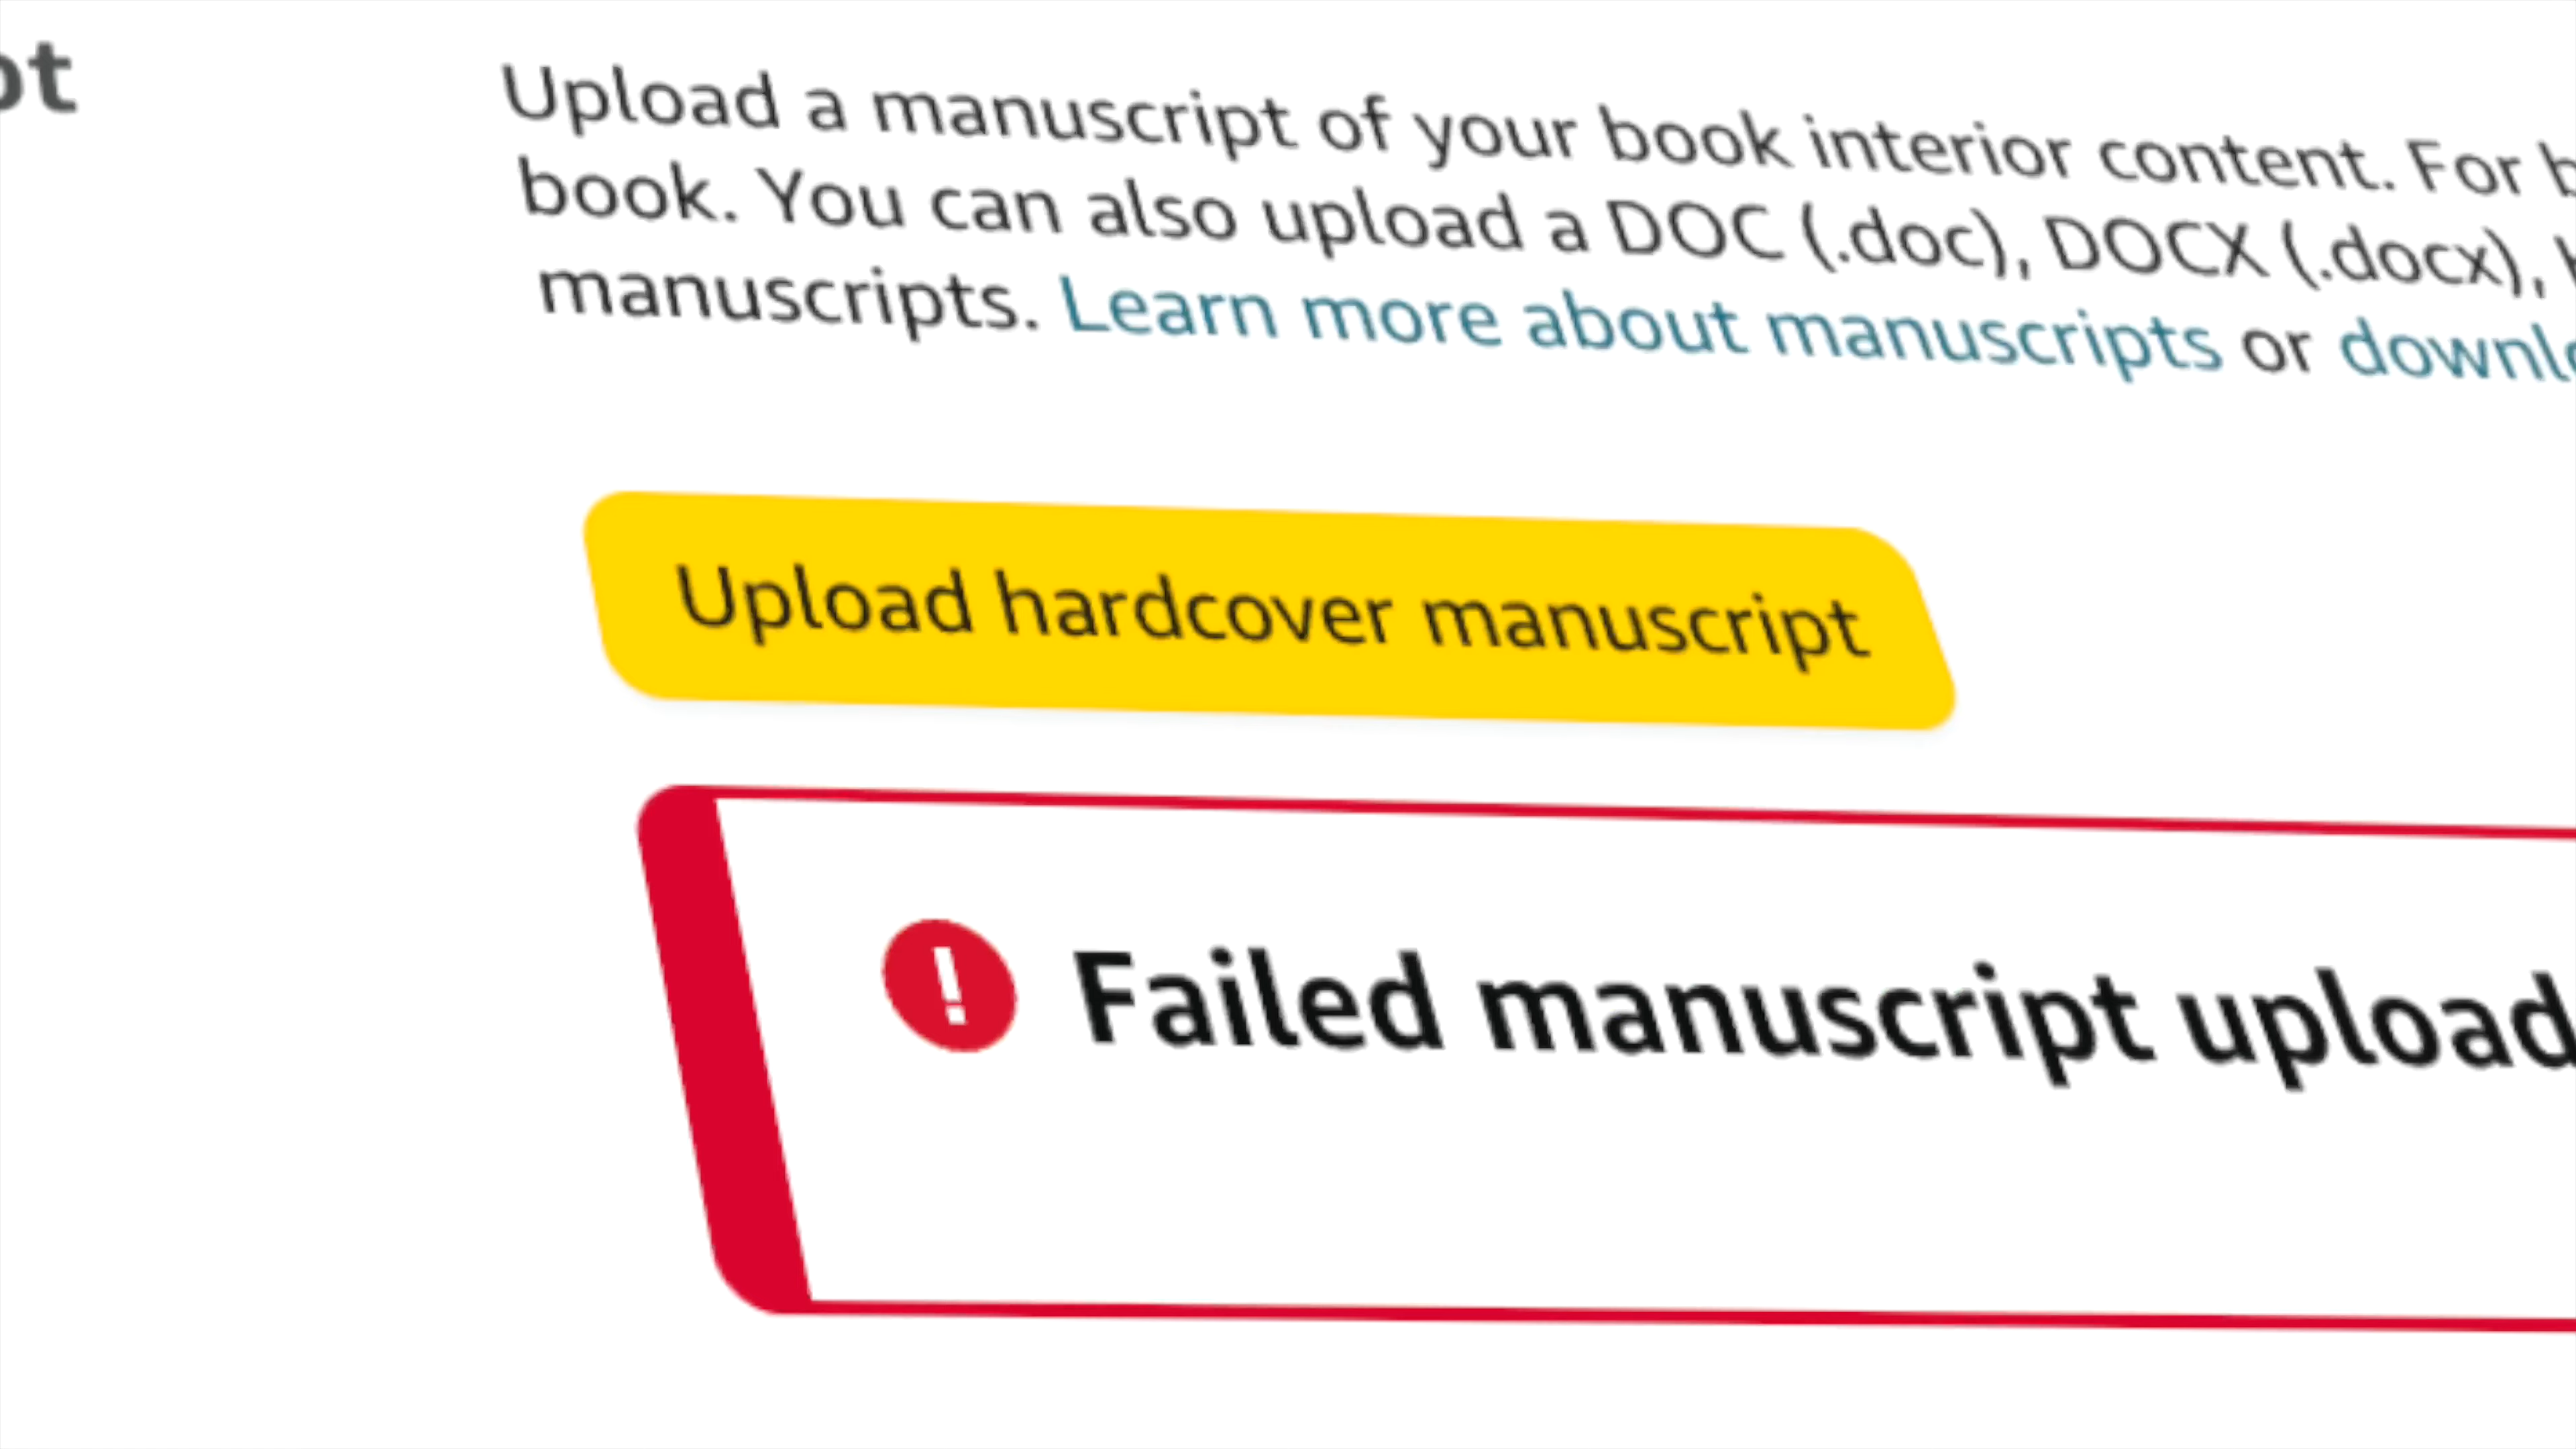 Upload a manuscript of your book interior content. For
book. You can also upload a DOC (.doc), DOCX (.docx),
manuscripts. Learn more about manuscripts or
Upload hardcover manuscript
Failed manuscript upload